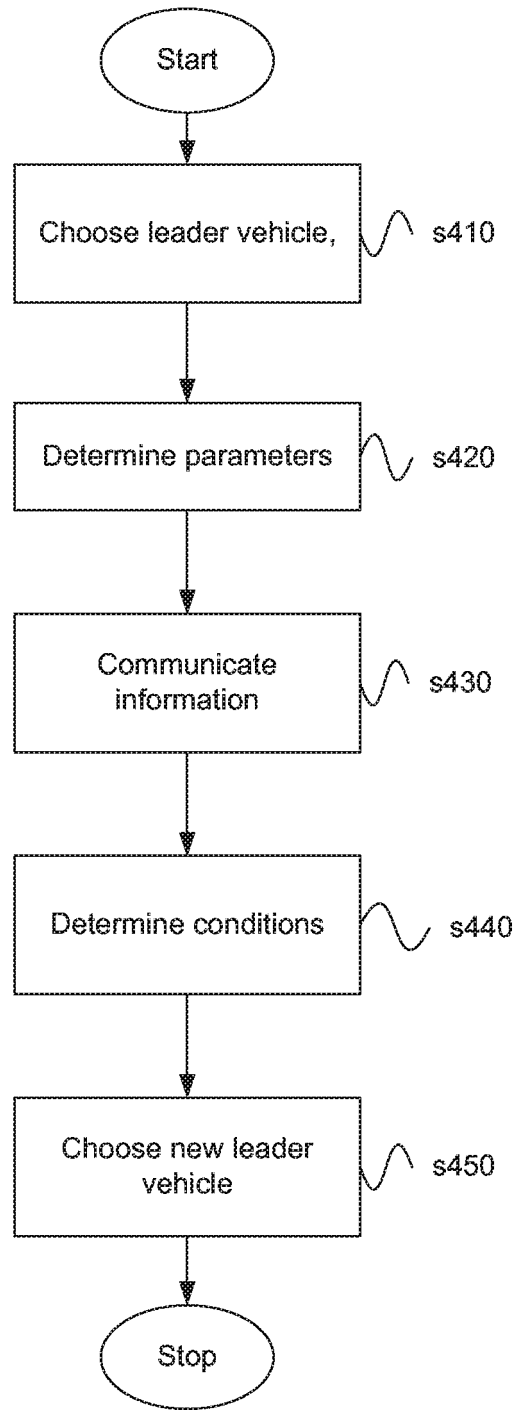 Start
Choose leader vehicle,
s410
Determine parameters
s420
Communicate
information
s430
Determine conditions
s440
Choose new leader
vehicle
s450
Stop